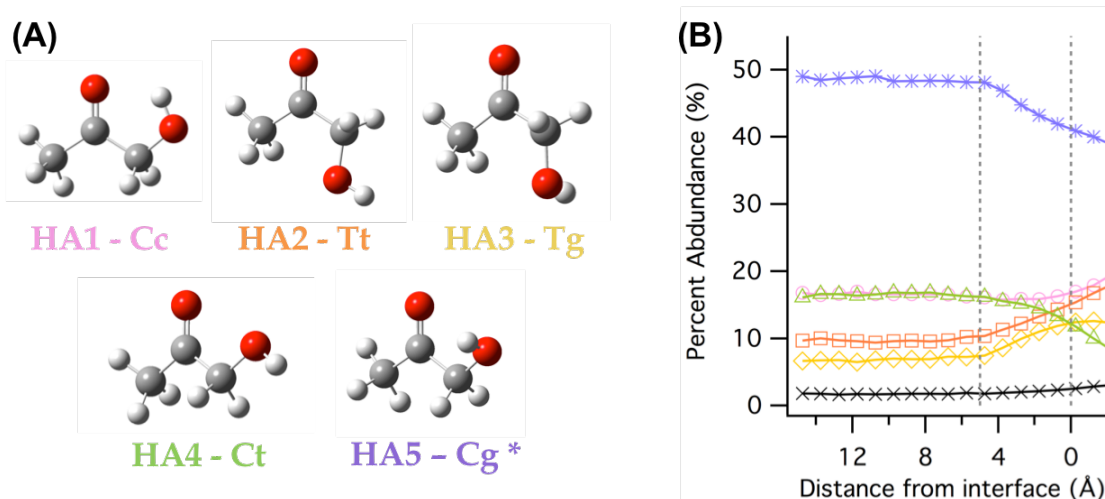 (A)
HA1 - Cc
HA2 - Tt
HA3 - Tg
HA4 - Ct
HA5 – Cg *
(B)
Percent Abdundance (%)
50
40
30
20
10
0
12
8
4
0
Distance from interface (Å)